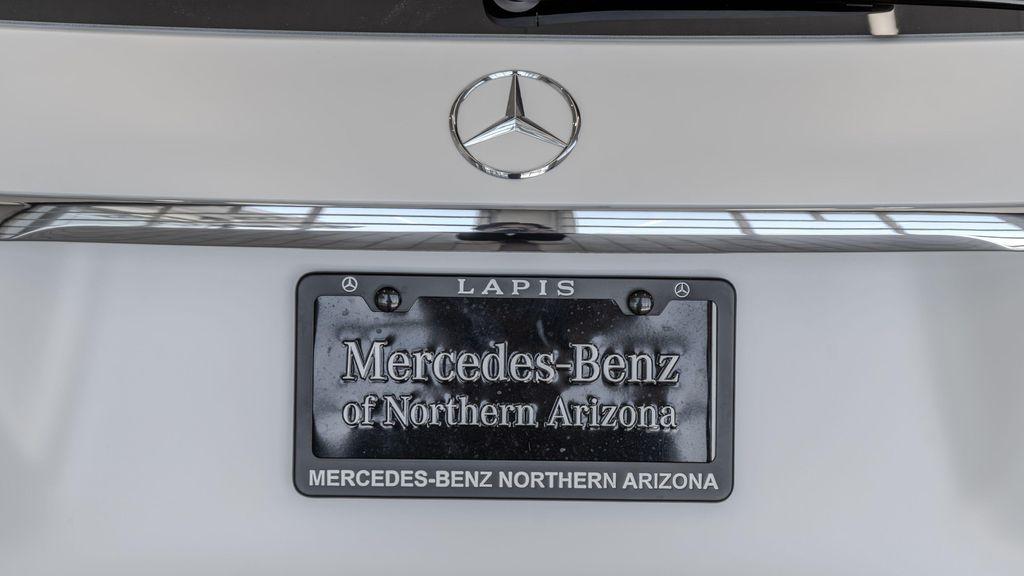 LAPIS
Mercedes-Benz
of Northern Arizona
MERCEDES-BENZ NORTHERN ARIZONA